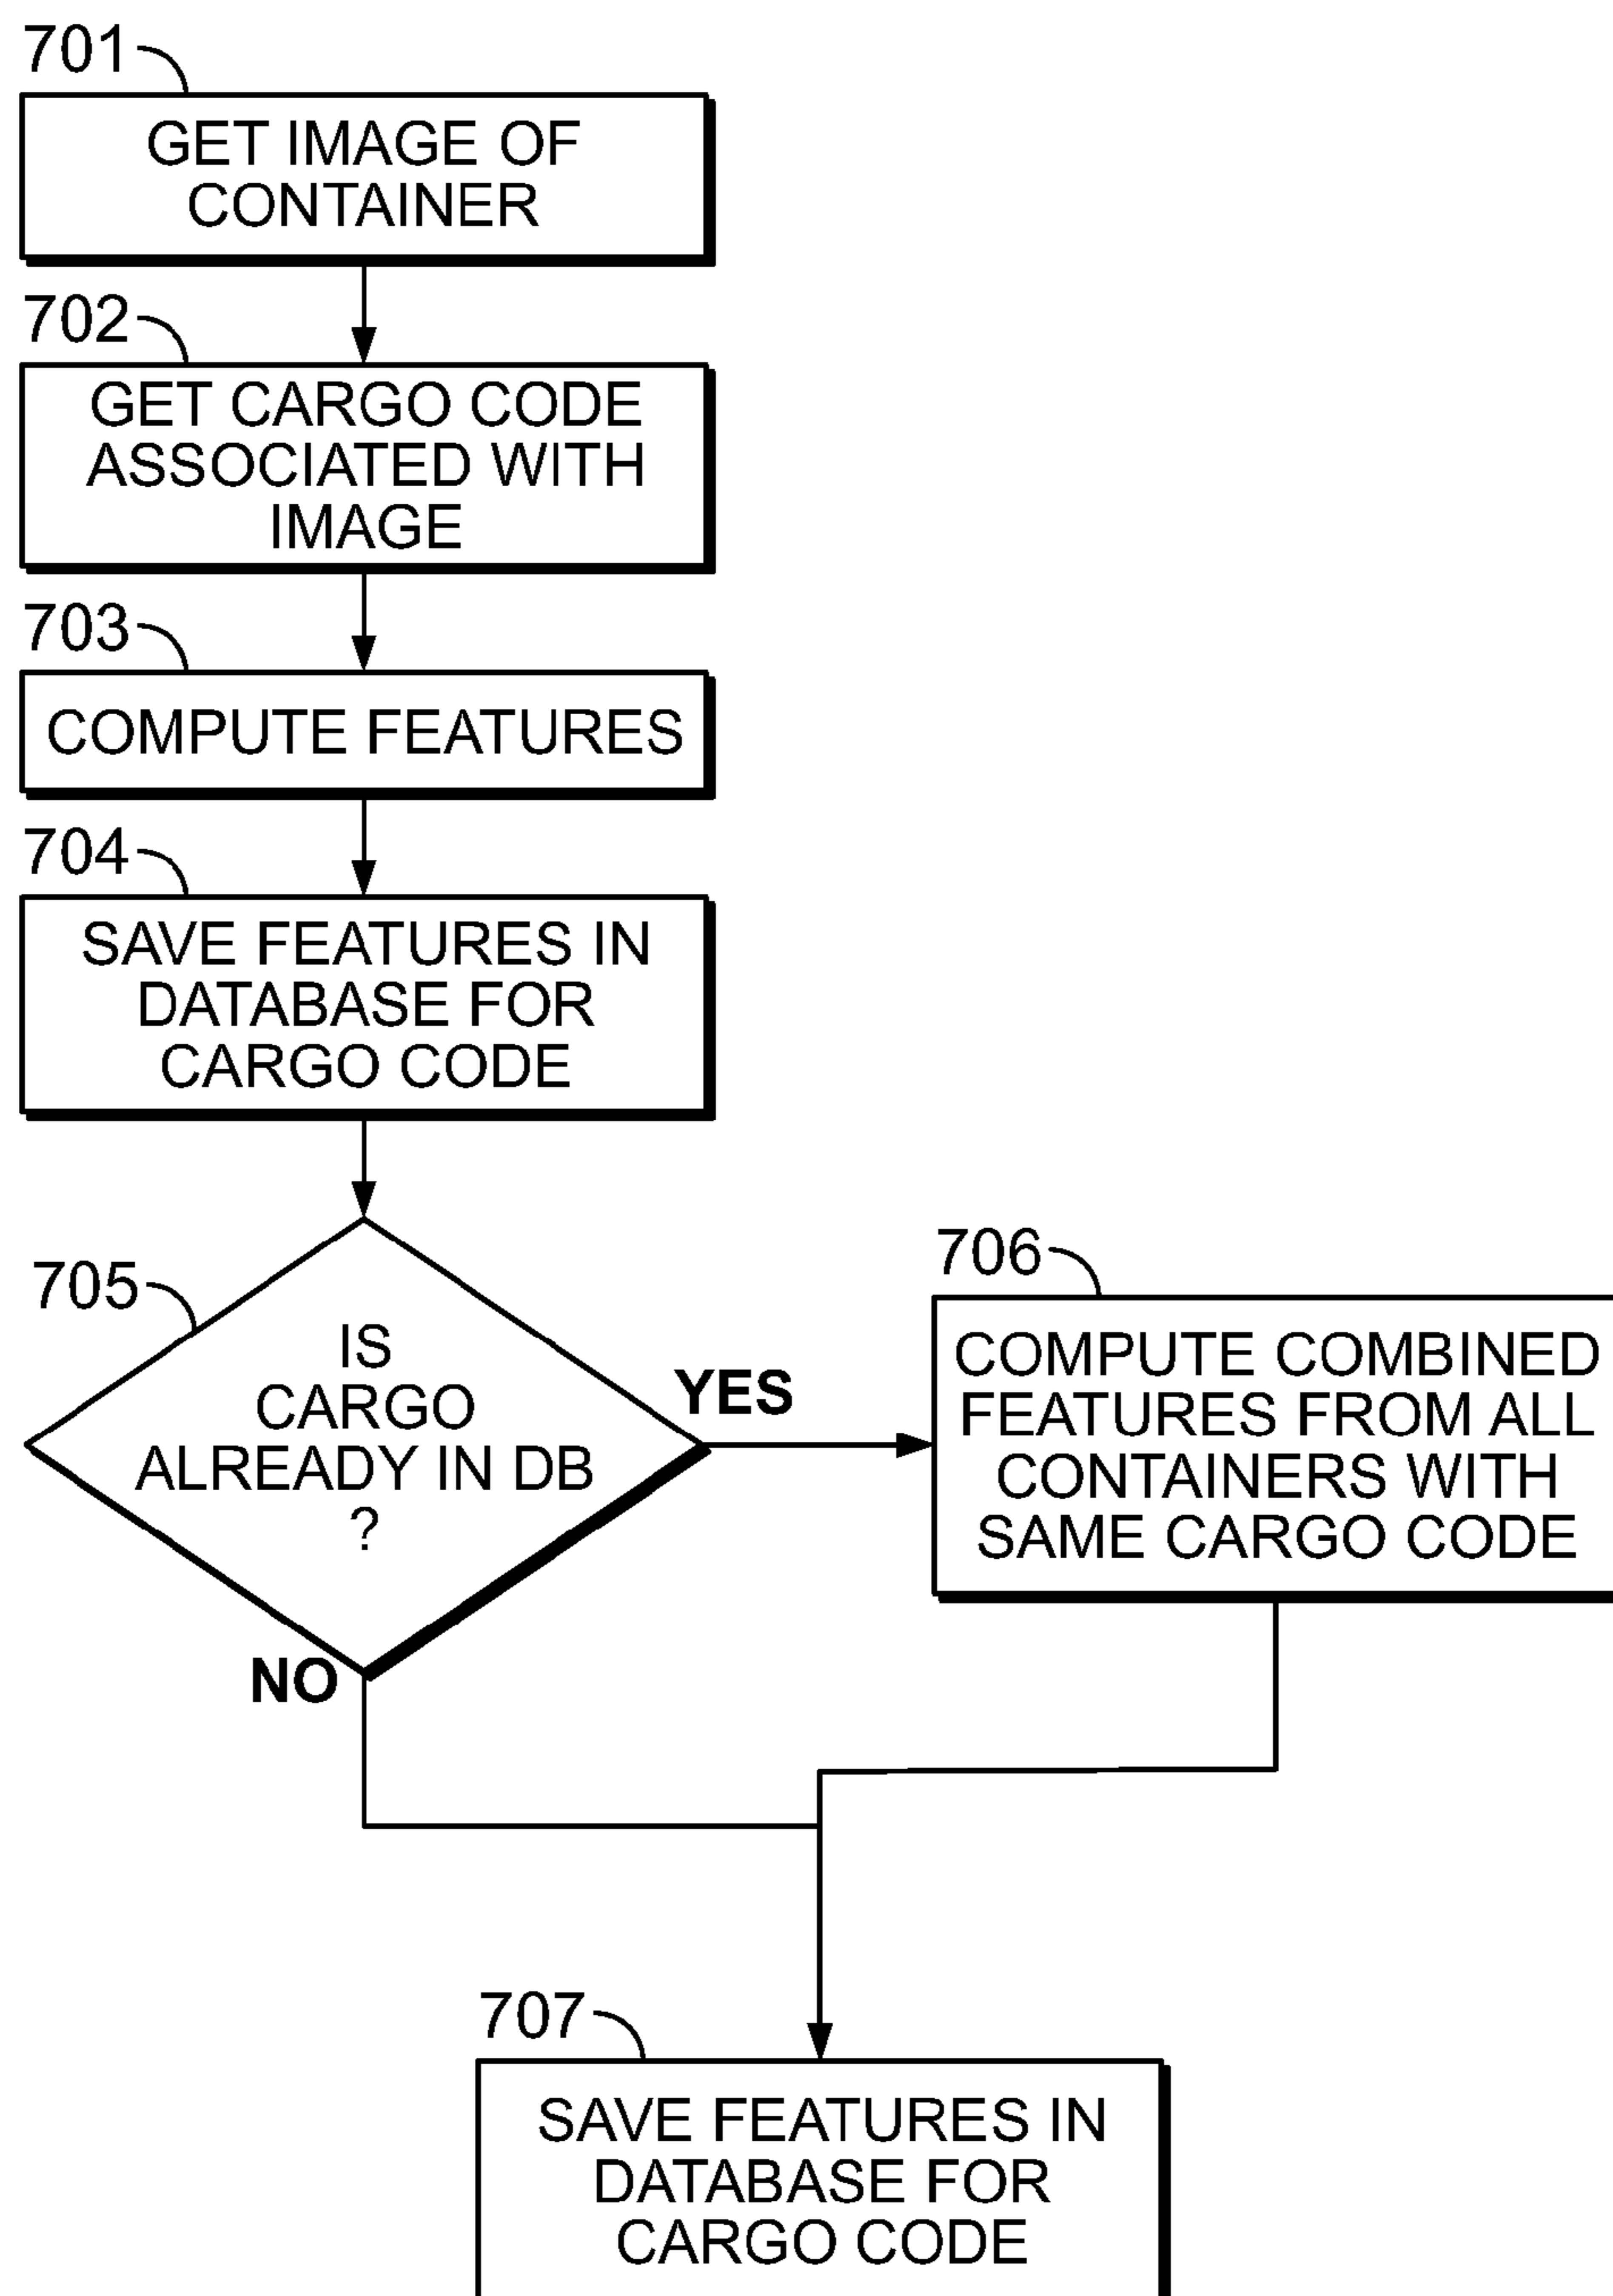 701
GET IMAGE OF
CONTAINER
702
GET CARGO CODE
ASSOCIATED WITH
IMAGE
703
COMPUTE FEATURES
704
SAVE FEATURES IN
DATABASE FOR
CARGO CODE
705
IS
CARGO
ALREADY IN DB
?
YES
NO
706
COMPUTE COMBINED
FEATURES FROM ALL
CONTAINERS WITH
SAME CARGO CODE
707
SAVE FEATURES IN
DATABASE FOR
CARGO CODE